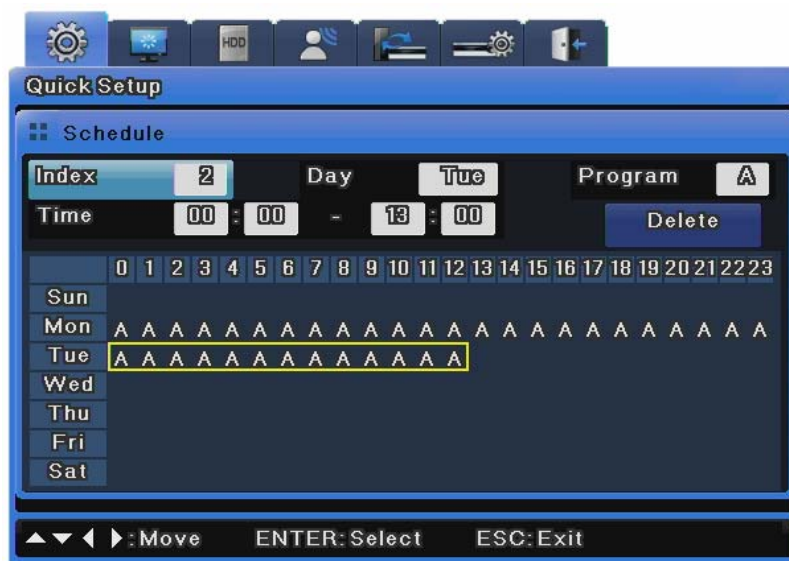 HDD
Quick Setup
Schedule
Index 2 Day Tue Program A
Time 00 : 00 - 13 : 00 Delete
0 1 2 3 4 5 6 7 8 9 10 11 12 13 14 15 16 17 18 19 20 21 22 23
Sun
Mon A A A A A A A A A A A A A A A A A A A A A A A A
Tue A A A A A A A A A A A A A
Wed
Thu
Fri
Sat
:Move ENTER:Select ESC:Exit